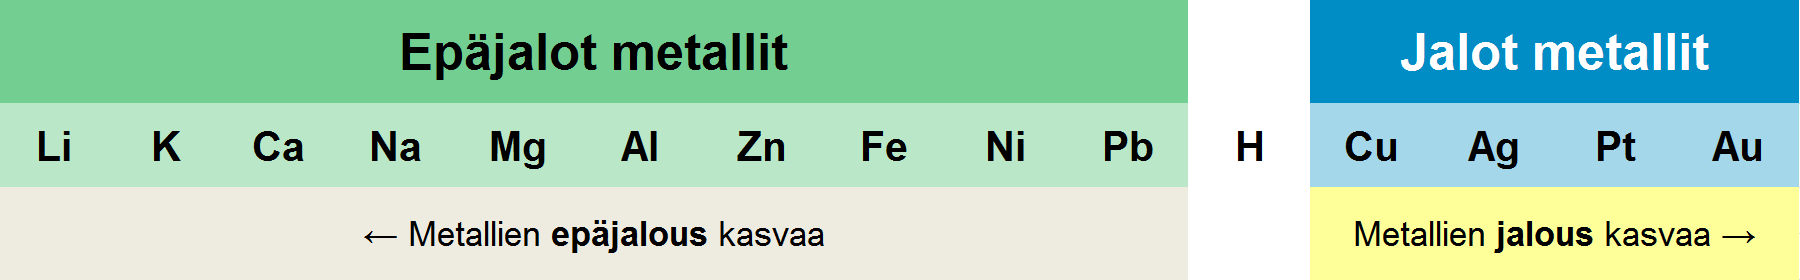 Epäjalot metallit Jalot metallit
Li K Ca Na Mg Al Zn Fe Ni Pb H Cu Ag Pt Au
← Metallien epäjalous kasvaa Metallien jalous kasvaa →